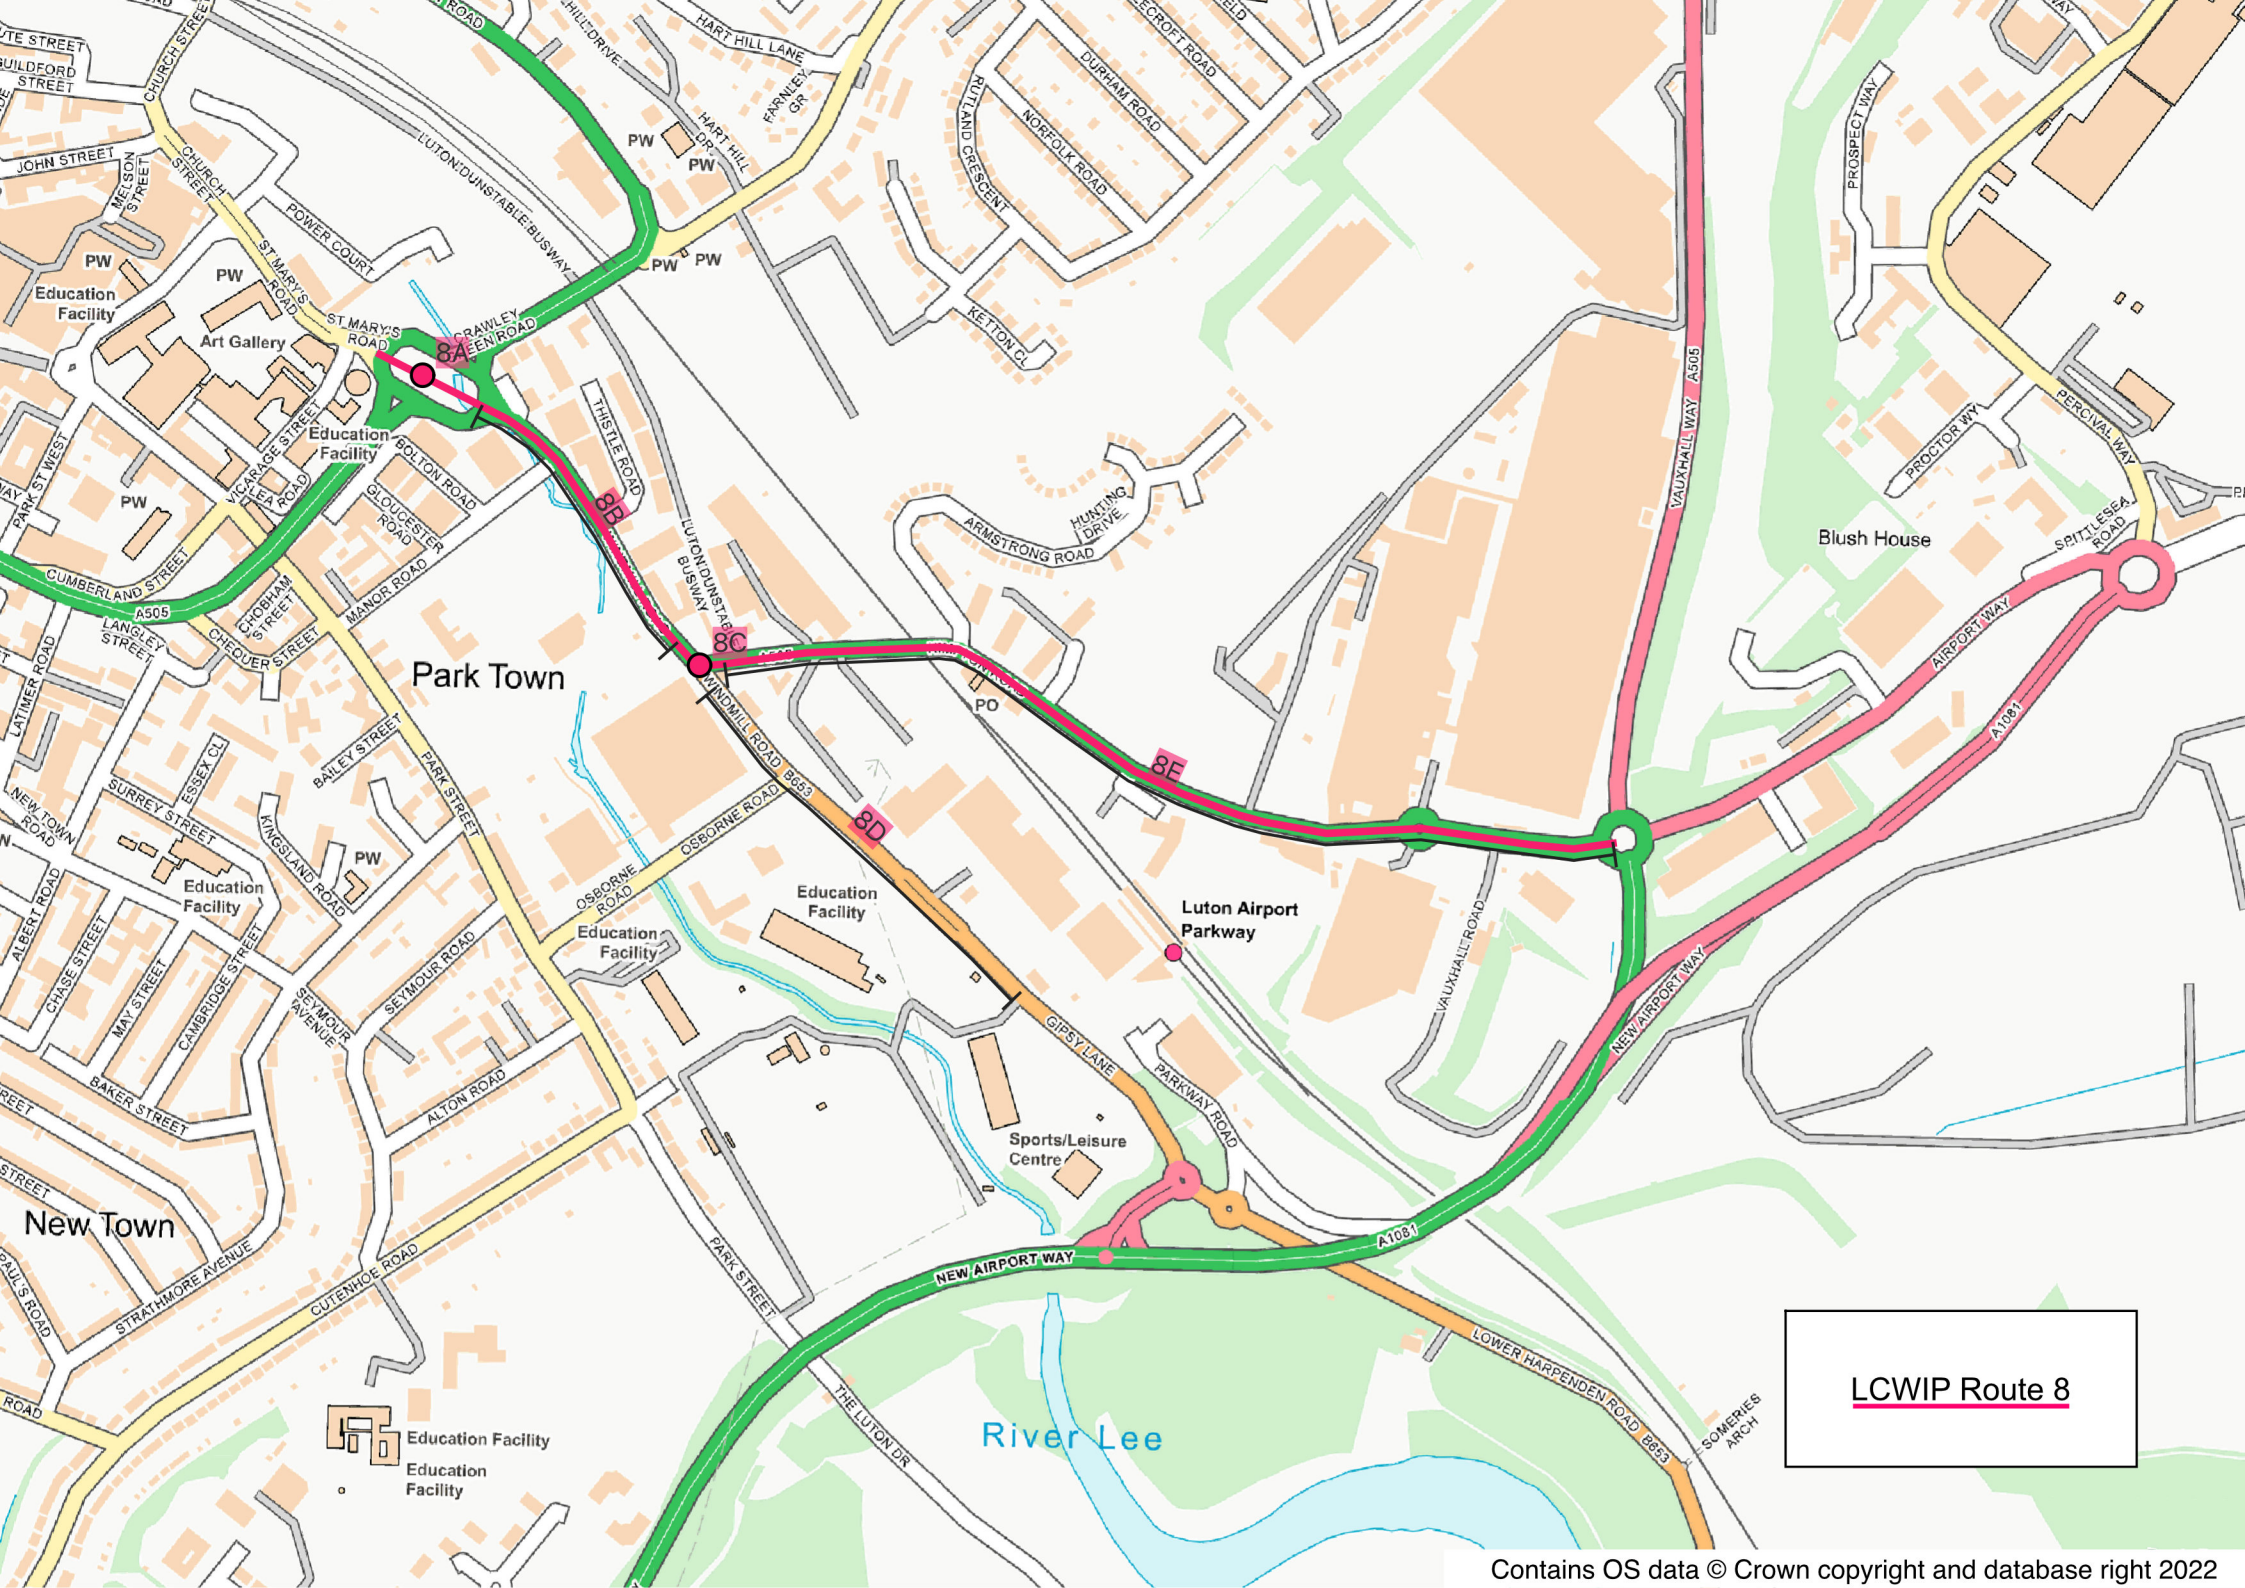 ROAD
CHURCH STREET
GUILDFORD
STREET
JOHN STREET
MELSON
STREET
CHURCH
STREET
POWER COURT
ST MARY'S
ROAD
ST MARY'S
ROAD
LUTON DUNSTABLE BUSWAY
HILL DRIVE
HART HILL LANE
FARNLEY
GR
HART HILL
DR
PW
PW
PW
PW
DURHAM ROAD
NORFOLK ROAD
RUTLAND CRESCENT
KETTON CL
PROSPECT WAY
PW
PW
Education
Facility
Art Gallery
8A
THISTLE ROAD
8B
VICARAGE STREET
LEA ROAD
Education
Facility
BOLTON ROAD
GLOUCESTER
ROAD
MANOR ROAD
PARK ST WEST
PW
CUMBERLAND STREET
A505
LANGLEY
STREET
CHOBHAM
STREET
CHEQUER STREET
LATIMER ROAD
VAUXHALL WAY
A505
PERCIVAL WAY
PROCTOR WY
SPITTLESEA
ROAD
Blush House
ARMSTRONG ROAD
HUNTING
DRIVE
8C
PO
Park Town
WINDMILL ROAD
B653
8D
8E
AIRPORT WAY
A1081
BAILEY STREET
ESSEX CL
SURREY STREET
PARK STREET
NEW TOWN
ROAD
KINGSLAND ROAD
PW
Education
Facility
OSBORNE ROAD
OSBORNE
ROAD
Education
Facility
Education
Facility
Luton Airport
Parkway
VAUXHALL ROAD
NEW AIRPORT WAY
ALBERT ROAD
CHASE STREET
MAY STREET
CAMBRIDGE STREET
SEYMOUR
AVENUE
SEYMOUR ROAD
BAKER STREET
ALTON ROAD
GIPSY LANE
PARKWAY ROAD
Sports/Leisure
Centre
New Town
STREET
STRATHMORE AVENUE
CUTENHOE ROAD
PARK STREET
NEW AIRPORT WAY
A1081
LOWER HARPENDEN ROAD
B653
SOMERIES
ARCH
ROAD
THE LUTON DR
River Lee
Education Facility
Education
Facility
LCWIP Route 8
Contains OS data © Crown copyright and database right 2022